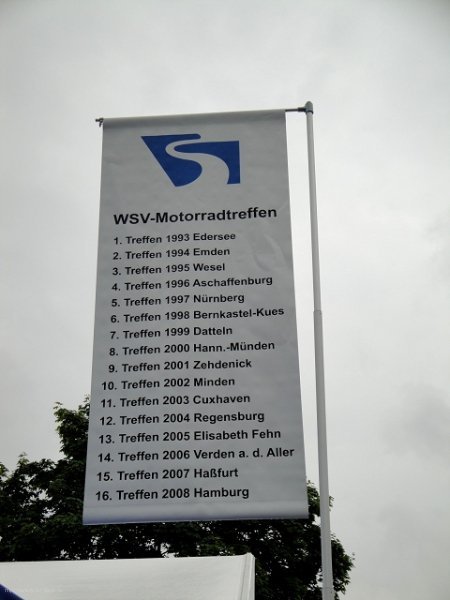 WSV-Motorradtreffen
1. Treffen 1993 Edersee
2. Treffen 1994 Emden
3. Treffen 1995 Wesel
4. Treffen 1996 Aschaffenburg
5. Treffen 1997 Nürnberg
6. Treffen 1998 Bernkastel-Kues
7. Treffen 1999 Datteln
8. Treffen 2000 Hann.-Münden
9. Treffen 2001 Zehdenick
10. Treffen 2002 Minden
11. Treffen 2003 Cuxhaven
12. Treffen 2004 Regensburg
13. Treffen 2005 Elisabeth Fehn
14. Treffen 2006 Verden a. d. Aller
15. Treffen 2007 Haßfurt
16. Treffen 2008 Hamburg